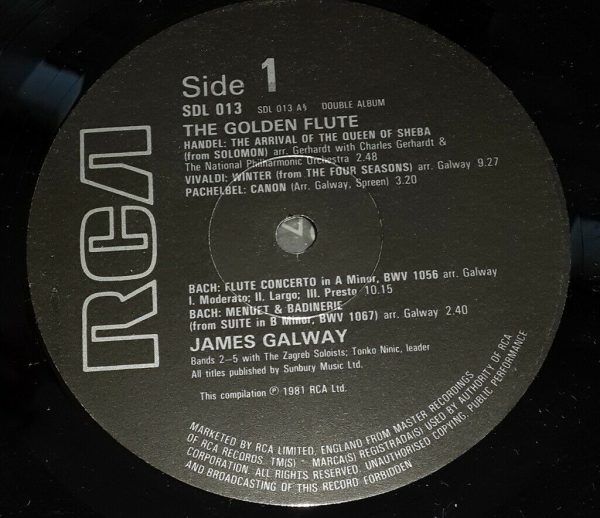 RCA
Side 1
SDL 013 SDL 013 A§ DOUBLE ALBUM
THE GOLDEN FLUTE
HANDEL: THE ARRIVAL OF THE QUEEN OF SHEBA
(from SOLOMON) arr. Gerhardt with Charles Gerhardt &
The National Philharmonic Orchestra 2.48
VIVALDI: WINTER (from THE FOUR SEASONS) arr. Galway 9.27
PACHELBEL: CANON (Arr. Galway, Spreen) 3.20
BACH: FLUTE CONCERTO in A Minor, BWV 1056 arr. Galway
I. Moderato; II. Largo; III. Presto 10.15
BACH: MENUET & BADINERIE
(from SUITE in B Minor, BWV 1067) arr. Galway 2.40
JAMES GALWAY
Bands 2–5 with The Zagreb Soloists; Tonko Ninic, leader
All titles published by Sunbury Music Ltd.
This compilation ℗ 1981 RCA Ltd.
MARKETED BY RCA LIMITED, ENGLAND FROM MASTER RECORDINGS
OF RCA RECORDS. TM(S) - MARCA(S) REGISTRADA(S) USED BY AUTHORITY OF RCA
CORPORATION. ALL RIGHTS RESERVED. UNAUTHORISED COPYING, PUBLIC PERFORMANCE
AND BROADCASTING OF THIS RECORD FORBIDDEN